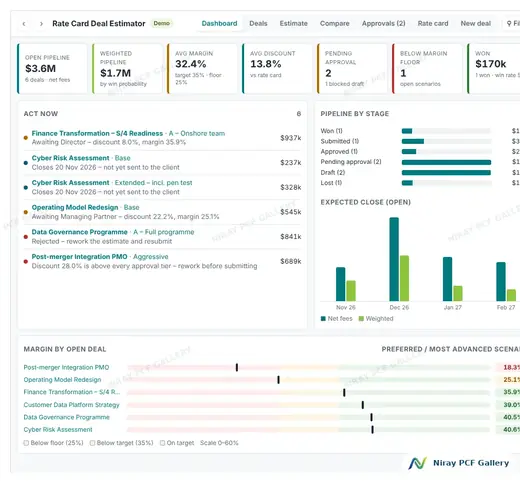 Rate Card Deal Estimator Demo Dashboard Deals Estimate Compare Approvals (2) Rate card New deal
OPEN PIPELINE
$3.6M
6 deals · net fees
WEIGHTED
PIPELINE
$1.7M
by win probability
AVG MARGIN
32.4%
target 35% · floor
25%
AVG DISCOUNT
13.8%
vs rate card
PENDING
APPROVAL
2
1 blocked draft
BELOW MARGIN
FLOOR
1
open scenarios
WON
$170k
1 won · win rate
ACT NOW 6
Finance Transformation – S/4 Readiness · A – Onshore team
Awaiting Director – discount 8.0%, margin 35.9%
$937k
Cyber Risk Assessment · Base
Closes 20 Nov 2026 – not yet sent to the client
$237k
Cyber Risk Assessment · Extended – incl. pen test
Closes 20 Nov 2026 – not yet sent to the client
$328k
Operating Model Redesign · Base
Awaiting Managing Partner – discount 22.2%, margin 25.1%
$545k
Data Governance Programme · A – Full programme
Rejected – rework the estimate and resubmit
$841k
Post-merger Integration PMO · Aggressive
Discount 28.0% is above every approval tier – rework before submitting
$689k
PIPELINE BY STAGE
Won (1)
Submitted (1)
Approved (1)
Pending approval (2)
Draft (2)
Lost (1)
EXPECTED CLOSE (OPEN)
Nov 26 Dec 26 Jan 27 Feb 27
Net fees Weighted
MARGIN BY OPEN DEAL PREFERRED / MOST ADVANCED
Post-merger Integration PMO 18.3%
Operating Model Redesign 25.1%
Finance Transformation – S/4 R... 35.9%
Customer Data Platform Strategy 39.0%
Data Governance Programme 40.5%
Cyber Risk Assessment 40.6%
Below floor (25%) Below target (35%) On target · Scale 0–60%
NIRAY PCF GALLERY
Niray PCF Gallery